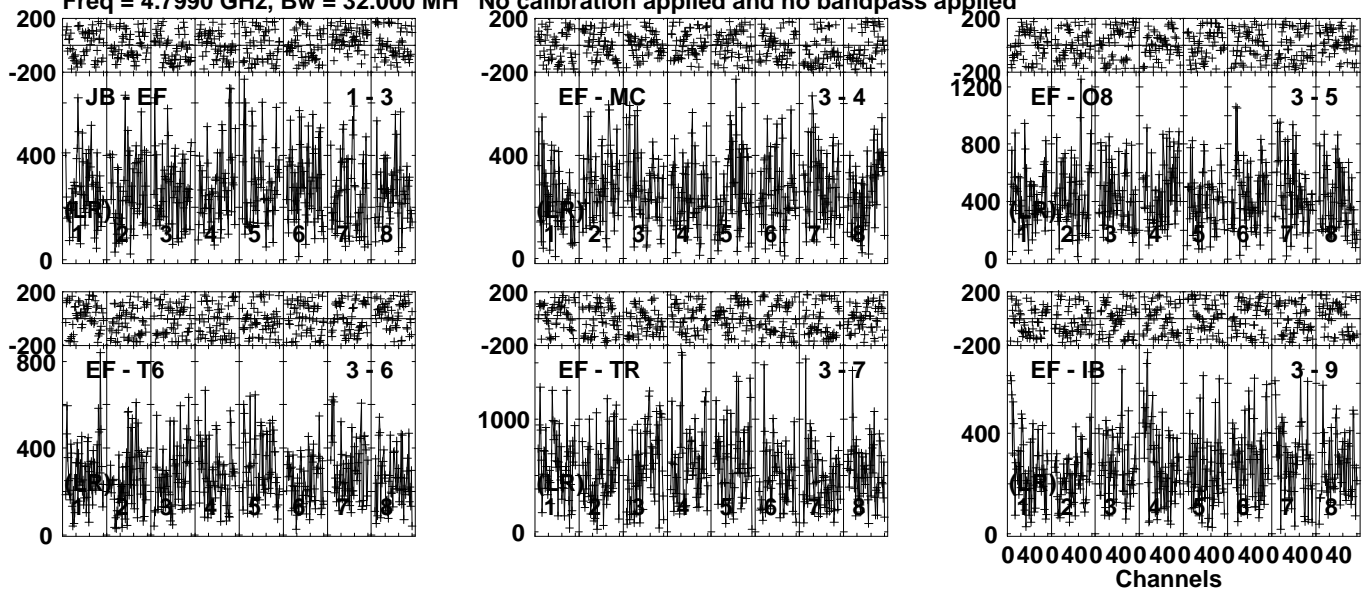 Freq = 4.7990 GHz, Bw = 32.000 MH No calibration applied and no bandpass applied
200 200 200
-200 -200 -200
JB - EF 1 - 3 EF - MC 3 - 4 1200 EF - O8 3 - 5
800
400 400 400
(LR) (LR) (LR)
1 2 3 4 5 6 7 8 1 2 3 4 5 6 7 8 1 2 3 4 5 6 7 8
0 0 0
200 200 200
-200 -200 -200
800 EF - T6 3 - 6 EF - TR 3 - 7 EF - IB 3 - 9
400 1000 400
(LR) (LR) (LR)
1 2 3 4 5 6 7 8 1 2 3 4 5 6 7 8 1 2 3 4 5 6 7 8
0 0 0
0 40 0 40 0 40 0 40 0 40 0 40 0 40 0 40
Channels